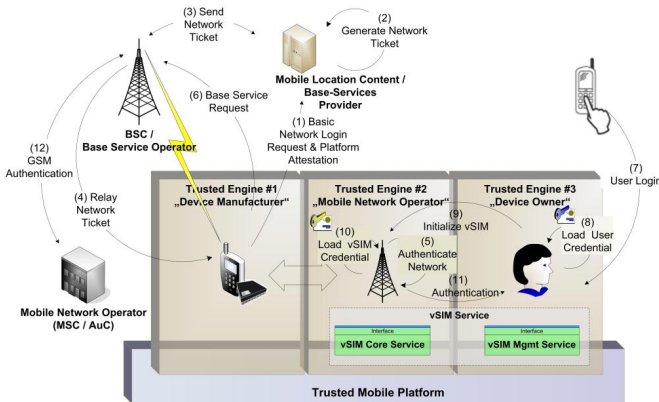 (3) Send
Network
Ticket
(2)
Generate Network
Ticket
Mobile Location Content /
Base-Services
Provider
(6) Base Service
Request
BSC /
Base Service Operator
(1) Basic
Network Login
Request & Platform
Attestation
(12)
GSM
Authentication
(4) Relay
Network
Ticket
(7)
User Login
Trusted Engine #1
„Device Manufacturer“
Trusted Engine #2
„Mobile Network Operator“
Trusted Engine #3
„Device Owner“
(9)
Initialize vSIM
(8)
Load User
Credential
(10)
Load vSIM
Credential
(5)
Authenticate
Network
(11)
Authentication
Mobile Network Operator
(MSC / AuC)
vSIM Service
Interface
vSIM Core Service
Interface
vSIM Mgmt Service
Trusted Mobile Platform